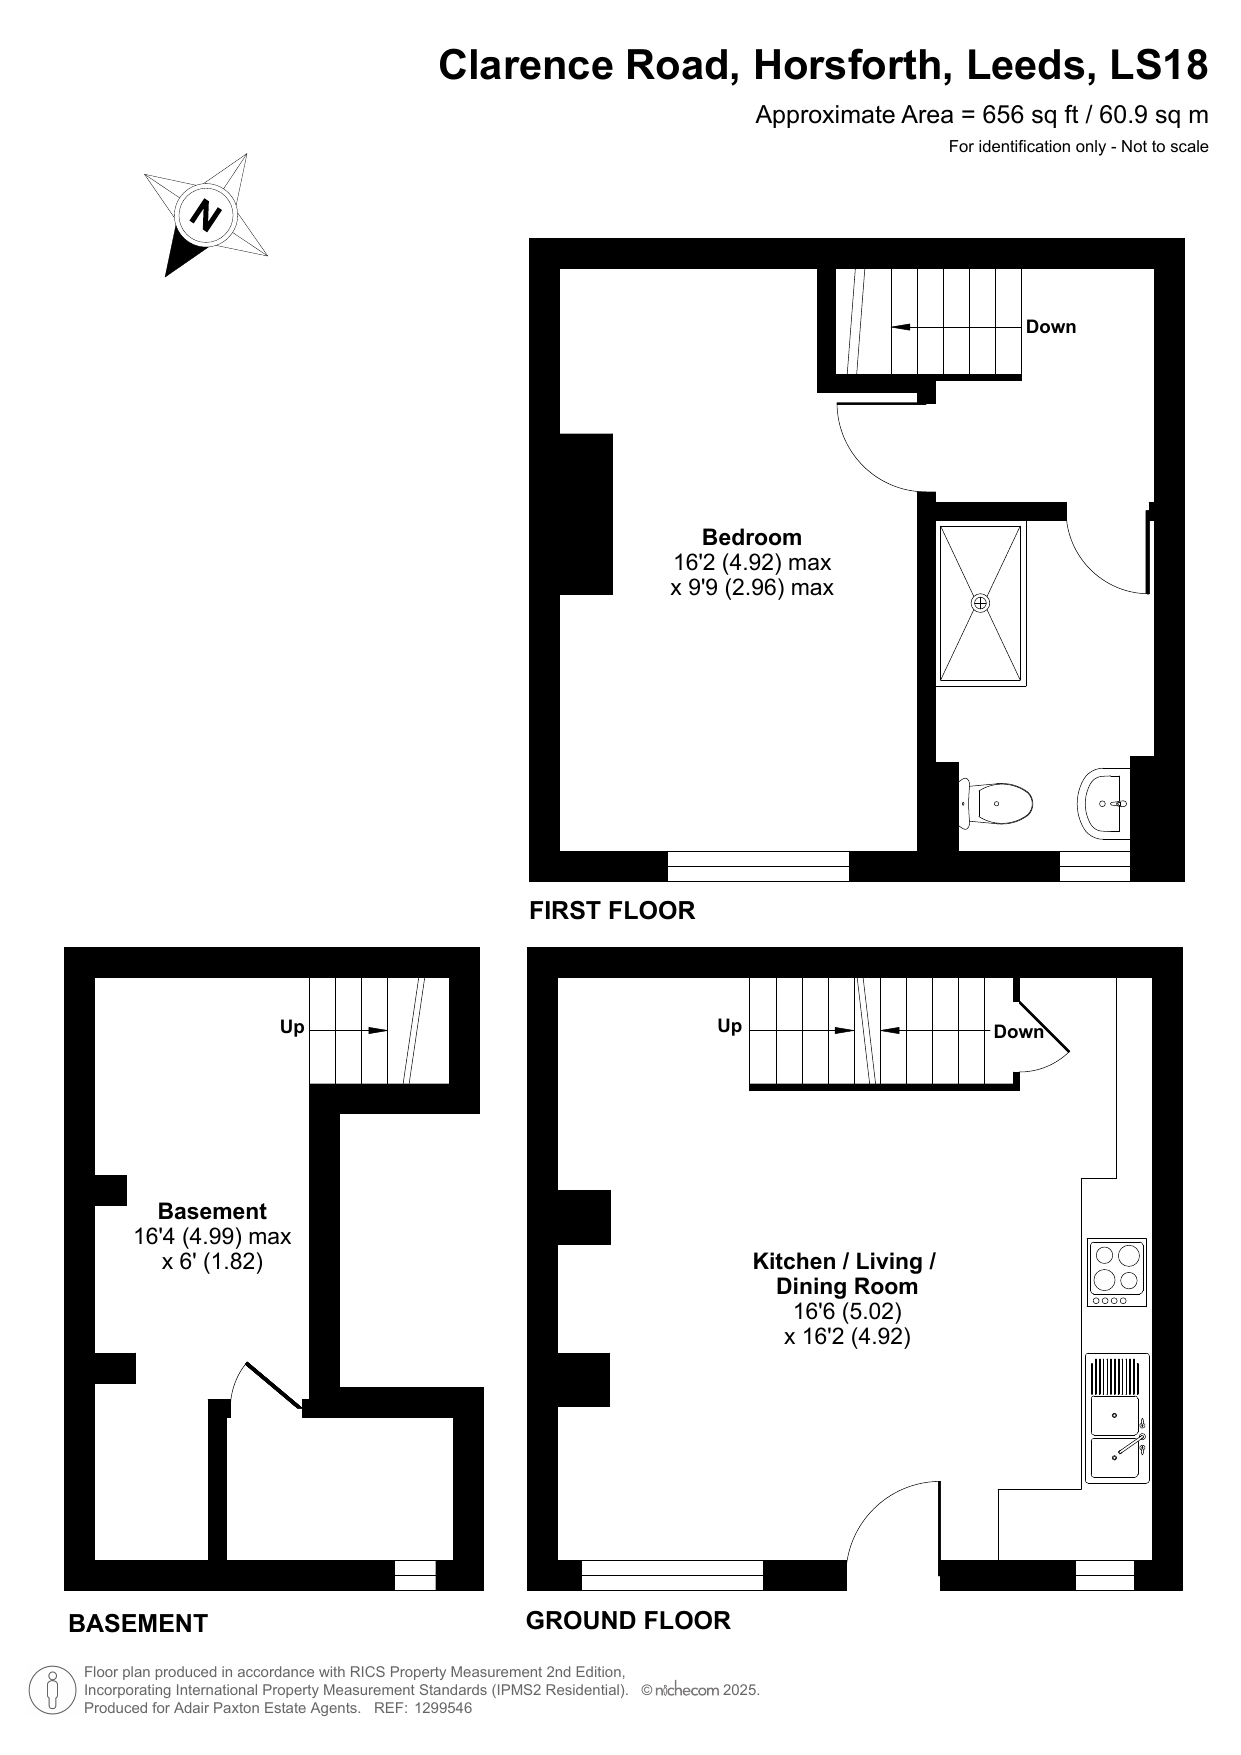 Clarence Road, Horsforth, Leeds, LS18
Approximate Area = 656 sq ft / 60.9 sq m
For identification only - Not to scale
N
Down
Bedroom
16'2 (4.92) max
x 9'9 (2.96) max
FIRST FLOOR
Up
Basement
16'4 (4.99) max
x 6' (1.82)
BASEMENT
Up
Down
Kitchen / Living /
Dining Room
16'6 (5.02)
x 16'2 (4.92)
GROUND FLOOR
Floor plan produced in accordance with RICS Property Measurement 2nd Edition,
Incorporating International Property Measurement Standards (IPMS2 Residential). © nichecom 2025.
Produced for Adair Paxton Estate Agents. REF: 1299546